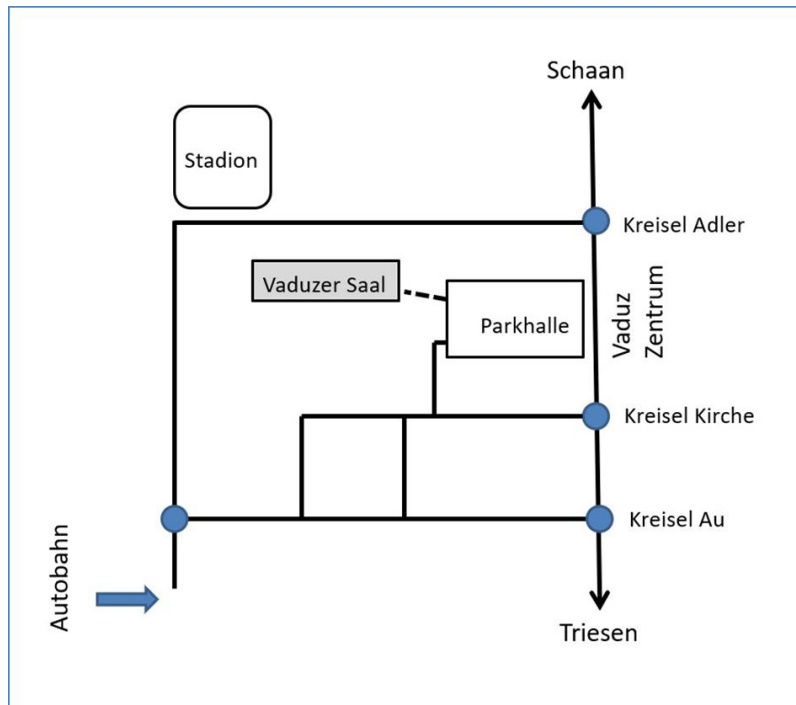 Schaan
Stadion
Kreisel Adler
Vaduzer Saal
Parkhalle
Vaduz
Zentrum
Kreisel Kirche
Kreisel Au
Autobahn
Triesen